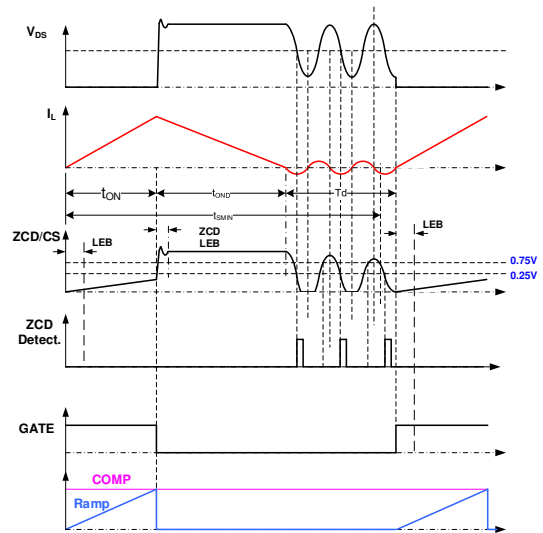 VDS
IL
tON
tOND
Td
tSMIN
LEB
ZCD
LEB
LEB
ZCD/CS
0.75V
0.25V
ZCD
Detect.
GATE
COMP
Ramp